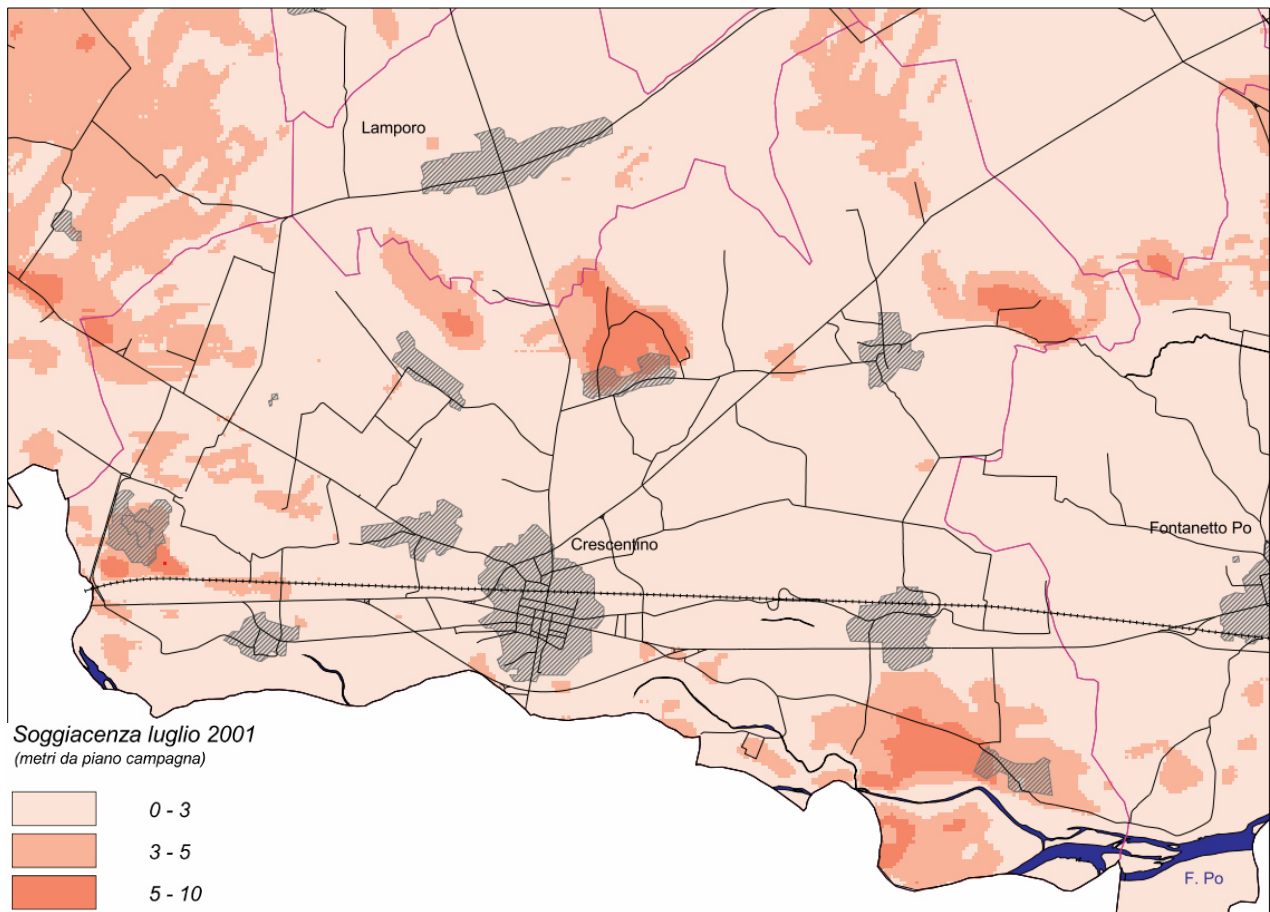 Lamporo
Crescentino
Fontanetto Po
Soggiacenza luglio 2001
(metri da piano campagna)
0 - 3
3 - 5
5 - 10
F. Po